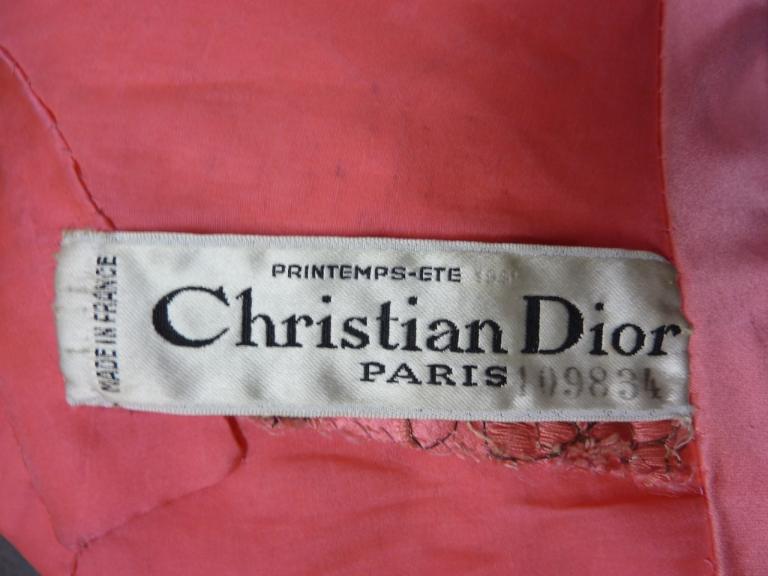 PRINTEMPS-ETE
Christian Dior
PARIS 109834
MADE IN FRANCE